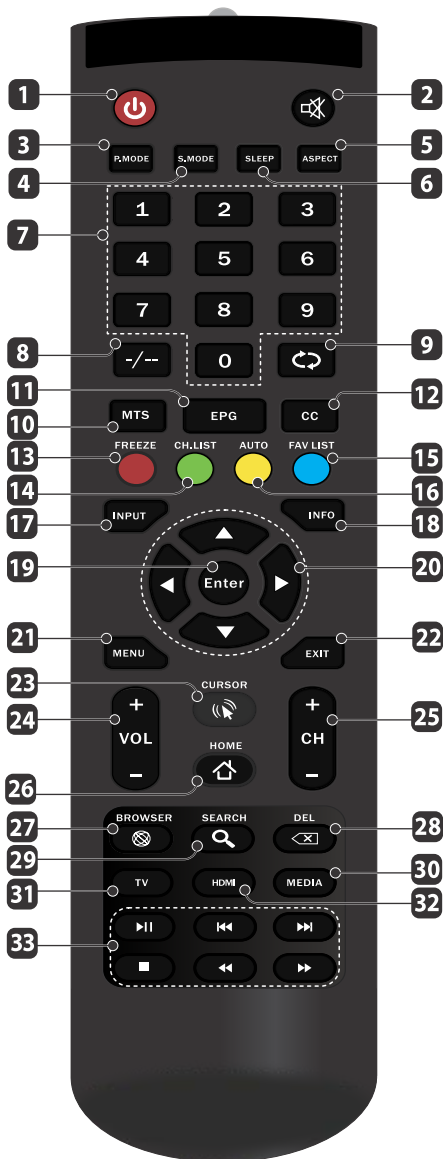 1 2
3 P.MODE S.MODE SLEEP ASPECT 5
4 6
7 1 2 3
4 5 6
7 8 9
8 -/-- 0 9
11 12
10 MTS EPG CC
13 FREEZE CH.LIST AUTO FAV LIST 15
14 16
17 INPUT INFO 18
19 Enter 20
21 MENU EXIT 22
23 CURSOR
24 + VOL - + CH - 25
HOME
26
27 BROWSER SEARCH DEL 28
29 30
31 TV HDMI MEDIA
32
33